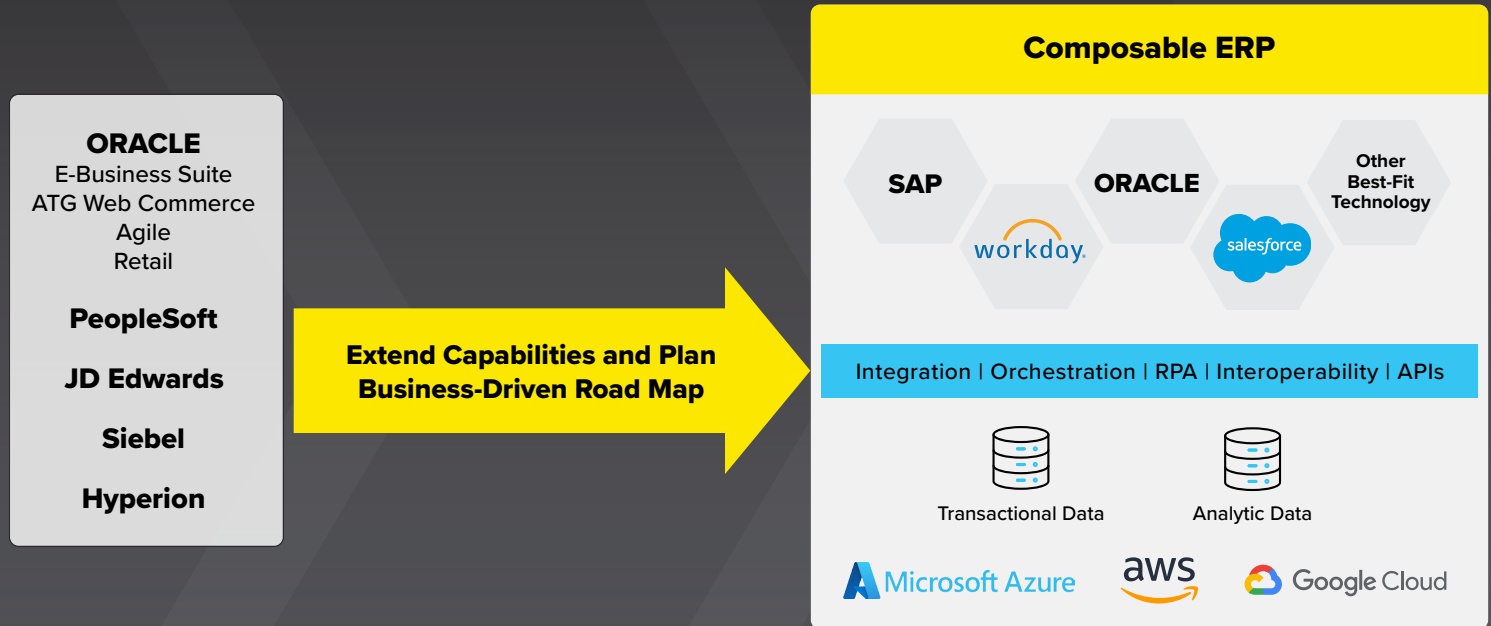 ORACLE
E-Business Suite
ATG Web Commerce
Agile
Retail
PeopleSoft
JD Edwards
Siebel
Hyperion
Extend Capabilities and Plan
Business-Driven Road Map
Composable ERP
SAP
workday.
ORACLE
salesforce
Other
Best-Fit
Technology
Integration | Orchestration | RPA | Interoperability | APIs
Transactional Data
Analytic Data
Microsoft Azure
aws
Google Cloud